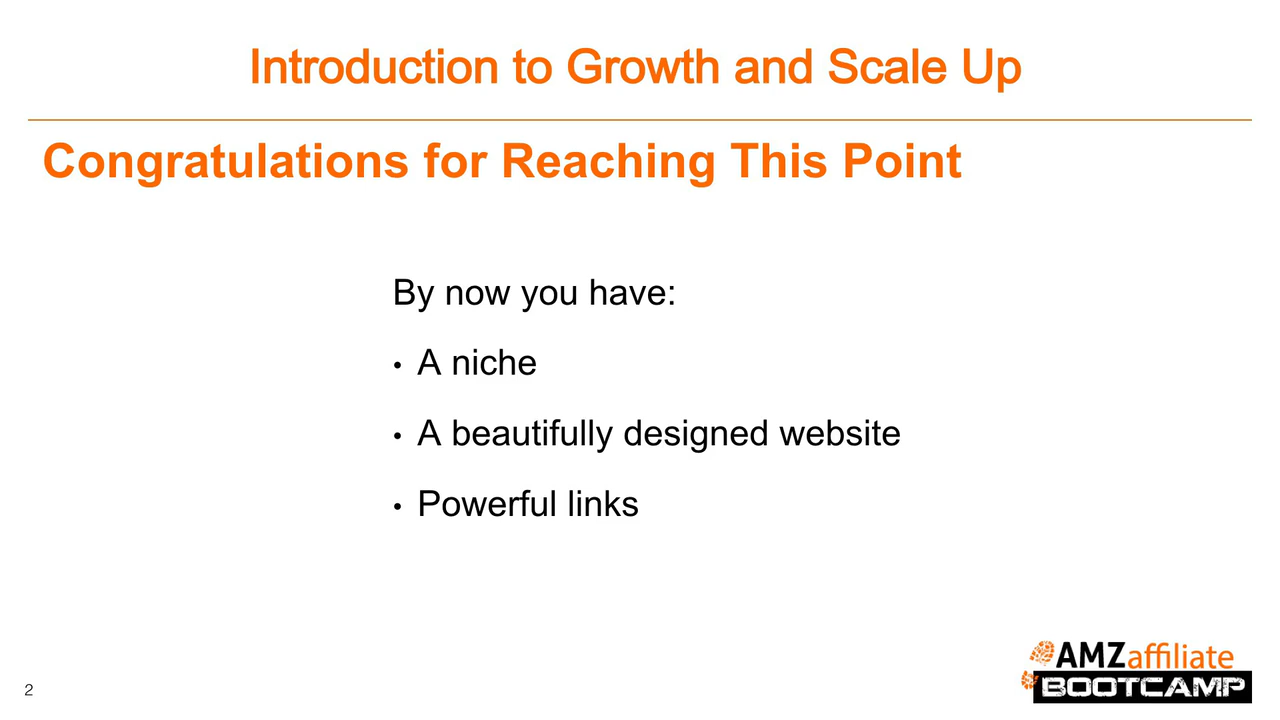 Introduction to Growth and Scale Up
Congratulations for Reaching This Point
By now you have:
• A niche
• A beautifully designed website
• Powerful links
AMZaffiliate
BOOTCAMP
2